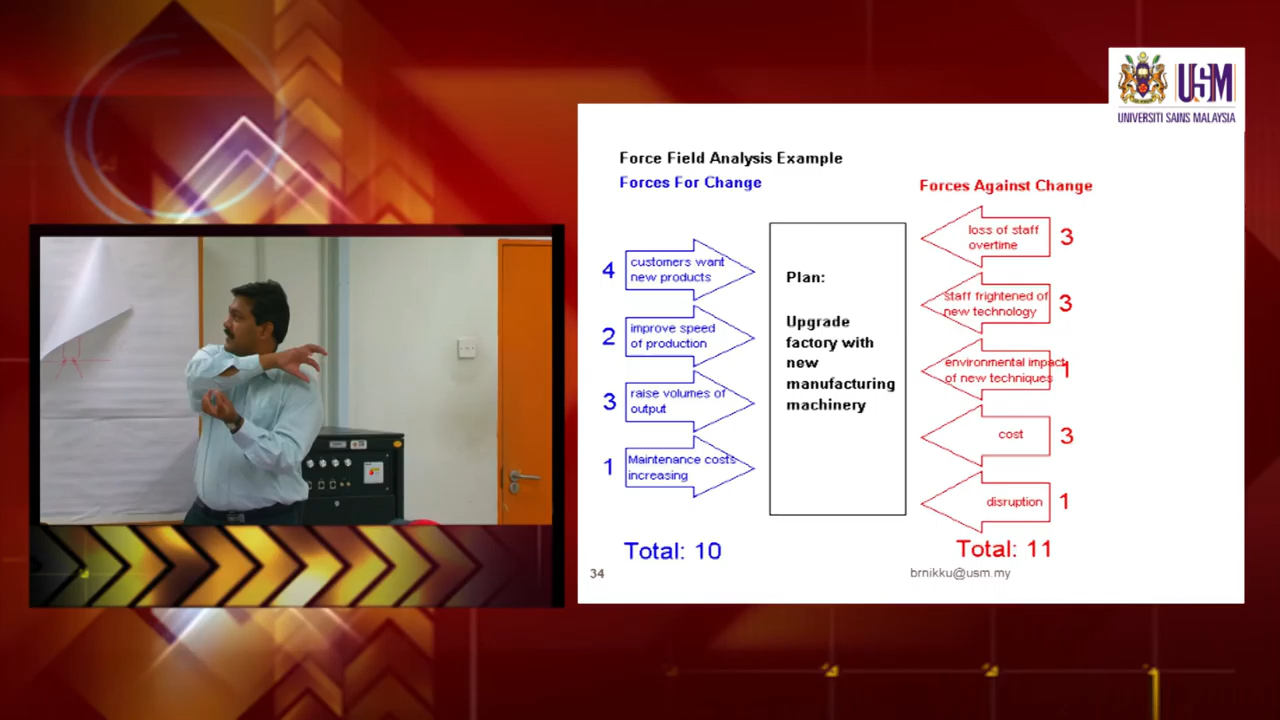 USM
UNIVERSITI SAINS MALAYSIA
Force Field Analysis Example
Forces For Change
Forces Against Change
4
customers want
new products
2
improve speed
of production
3
raise volumes of
output
1
Maintenance costs
increasing
Plan:
Upgrade
factory with
new
manufacturing
machinery
loss of staff
overtime
3
staff frightened of
new technology
3
environmental impact
of new techniques
1
cost
3
disruption
1
Total: 10
Total: 11
34
brnikku@usm.my